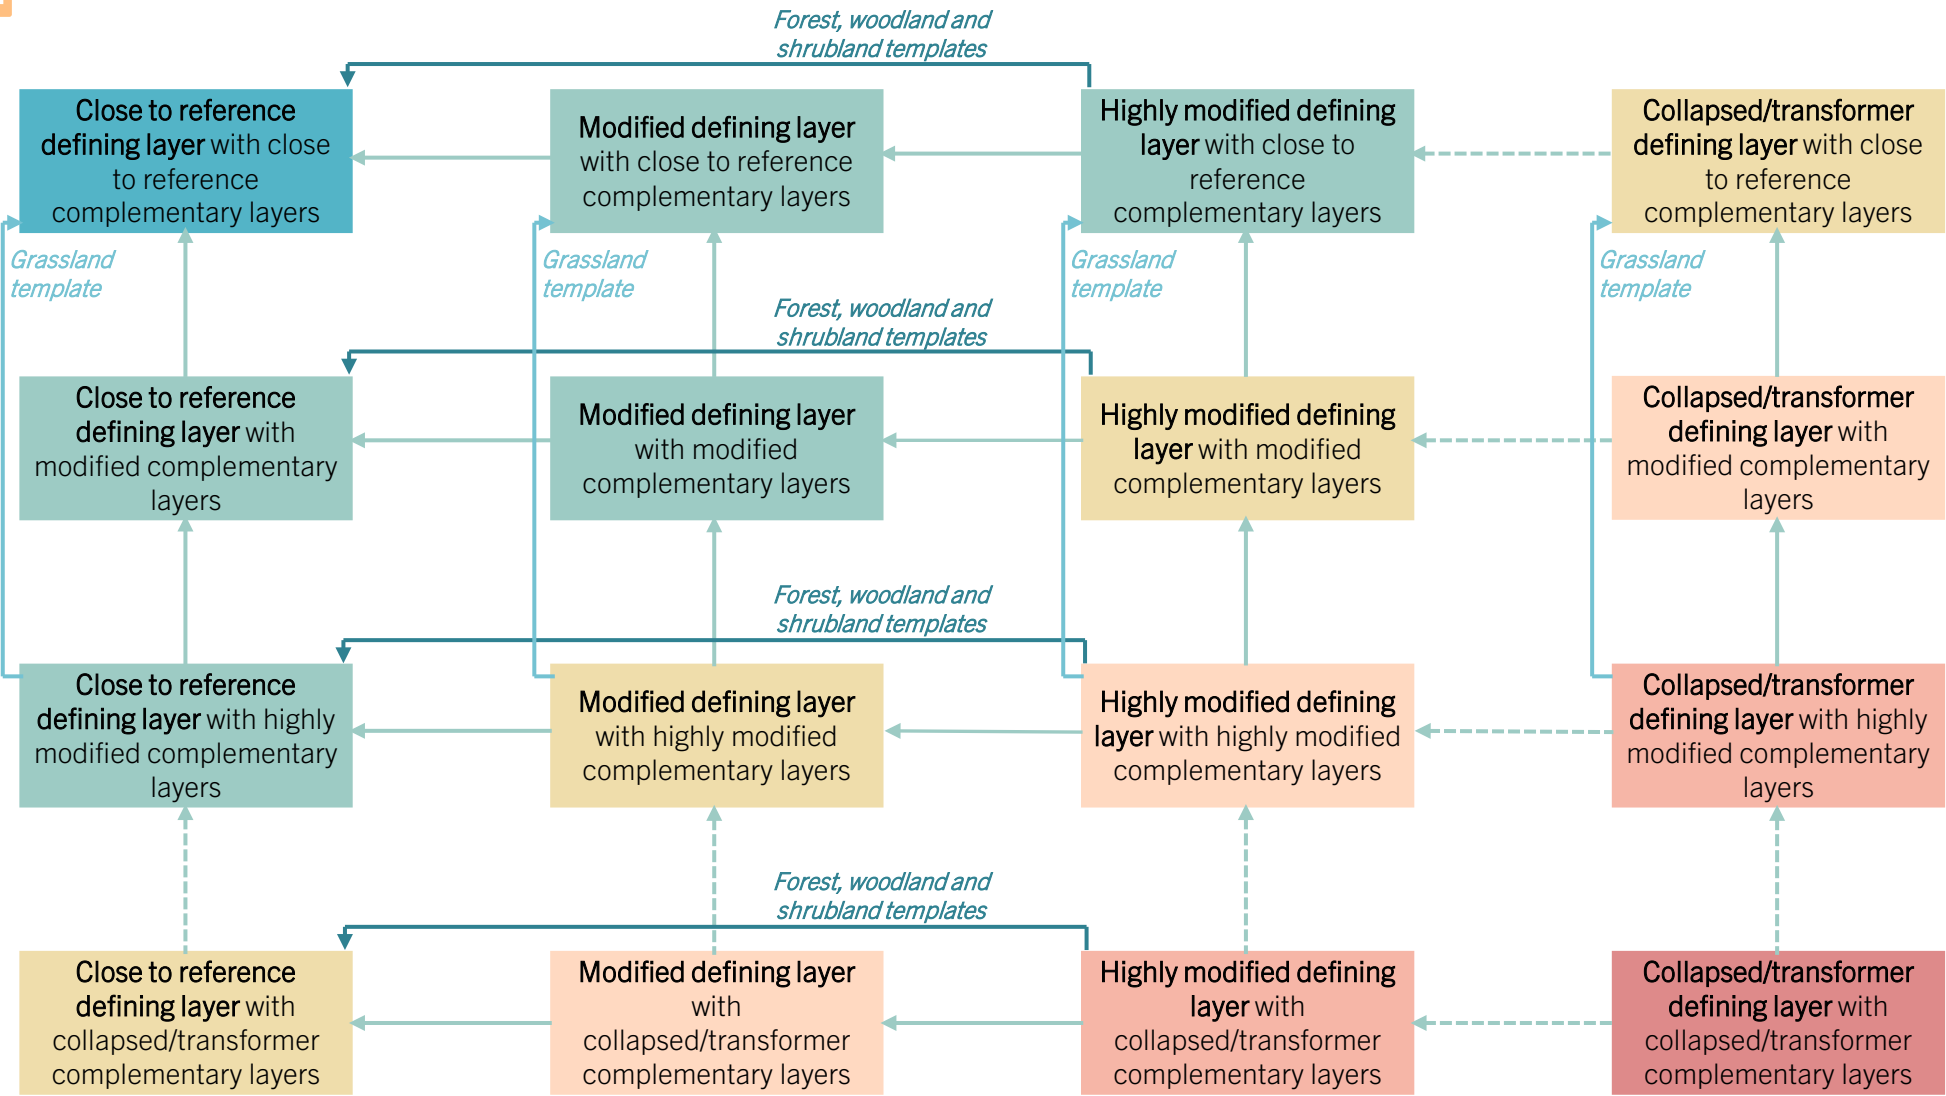 Forest, woodland and
shrubland templates
Close to reference
defining layer with close
to reference
complementary layers
Modified defining layer
with close to reference
complementary layers
Highly modified defining
layer with close to
reference
complementary layers
Collapsed/transformer
defining layer with close
to reference
complementary layers
Grassland
template
Grassland
template
Grassland
template
Grassland
template
Forest, woodland and
shrubland templates
Close to reference
defining layer with
modified complementary
layers
Modified defining layer
with modified
complementary layers
Highly modified defining
layer with modified
complementary layers
Collapsed/transformer
defining layer with
modified complementary
layers
Forest, woodland and
shrubland templates
Close to reference
defining layer with highly
modified complementary
layers
Modified defining layer
with highly modified
complementary layers
Highly modified defining
layer with highly modified
complementary layers
Collapsed/transformer
defining layer with highly
modified complementary
layers
Forest, woodland and
shrubland templates
Close to reference
defining layer with
collapsed/transformer
complementary layers
Modified defining layer
with
collapsed/transformer
complementary layers
Highly modified defining
layer with
collapsed/transformer
complementary layers
Collapsed/transformer
defining layer with
collapsed/transformer
complementary layers